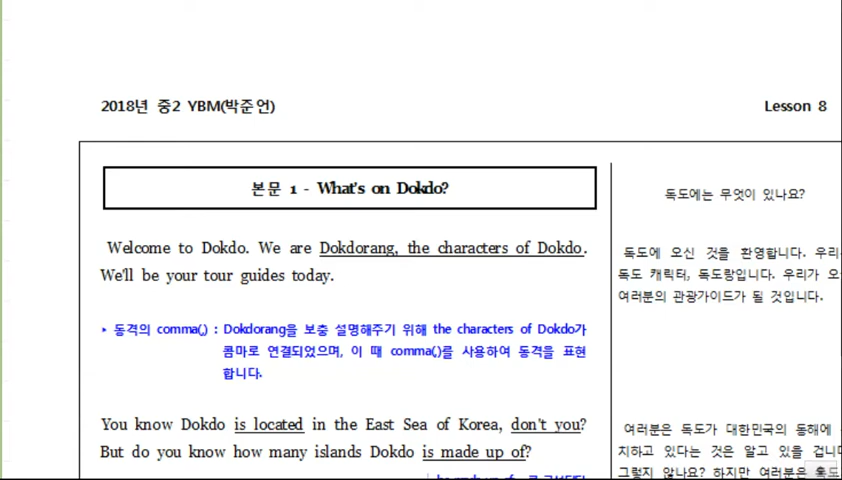 2018년 중2 YBM(박준언)
Lesson 8
본문 1 - What's on Dokdo?
Welcome to Dokdo. We are Dokdorang, the characters of Dokdo.
We'll be your tour guides today.
▸ 동격의 comma(,) : Dokdorang을 보충 설명해주기 위해 the characters of Dokdo가
콤마로 연결되었으며, 이 때 comma(,)를 사용하여 동격을 표현
합니다.
You know Dokdo is located in the East Sea of Korea, don't you?
But do you know how many islands Dokdo is made up of?
독도에는 무엇이 있나요?
독도에 오신 것을 환영합니다. 우리
독도 캐릭터, 독도랑입니다. 우리가 오
여러분의 관광가이드가 될 것입니다.
여러분은 독도가 대한민국의 동해에
치하고 있다는 것은 알고 있을 겁니
그렇지 않나요? 하지만 여러분은 독도